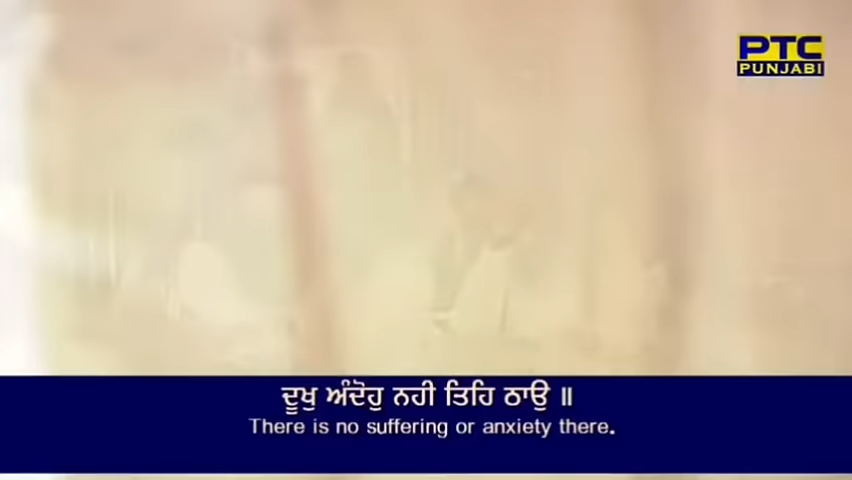 PTC
PUNJABI
ਦੂਖੁ ਅੰਦੋਹੁ ਨਹੀ ਤਿਹਿ ਠਾਉ ॥
There is no suffering or anxiety there.